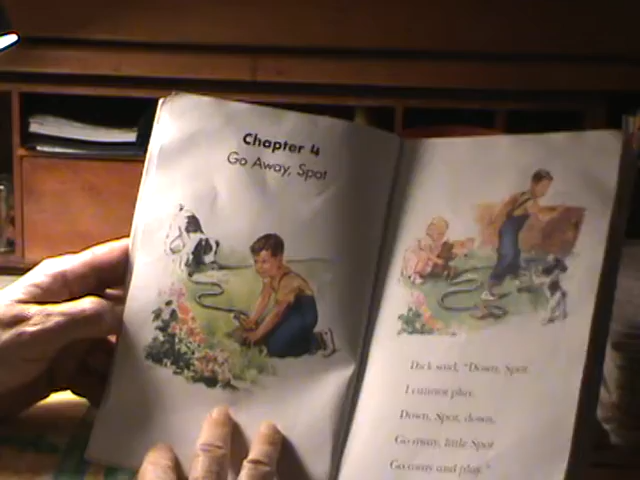 Chapter 4
Go Away, Spot
Dick said, "Down, Spot.
I cannot play.
Down, Spot, down.
Go away, little Spot
Go away and play."